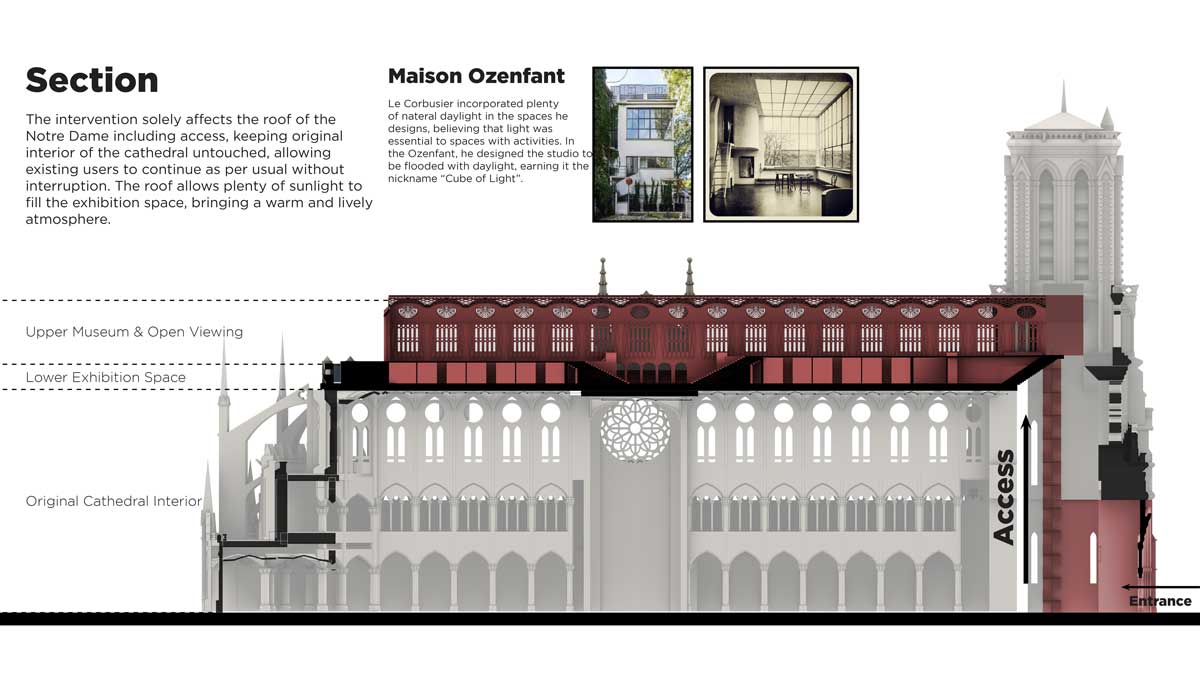 Section
The intervention solely affects the roof of the
Notre Dame including access, keeping original
interior of the cathedral untouched, allowing
existing users to continue as per usual without
interruption. The roof allows plenty of sunlight to
fill the exhibition space, bringing a warm and lively
atmosphere.
Maison Ozenfant
Le Corbusier incorporated plenty
of nateral daylight in the spaces he
designs, believing that light was
essential to spaces with activities. In
the Ozenfant, he designed the studio to
be flooded with daylight, earning it the
nickname “Cube of Light”.
Upper Museum & Open Viewing
Lower Exhibition Space
Original Cathedral Interior
Access
Entrance